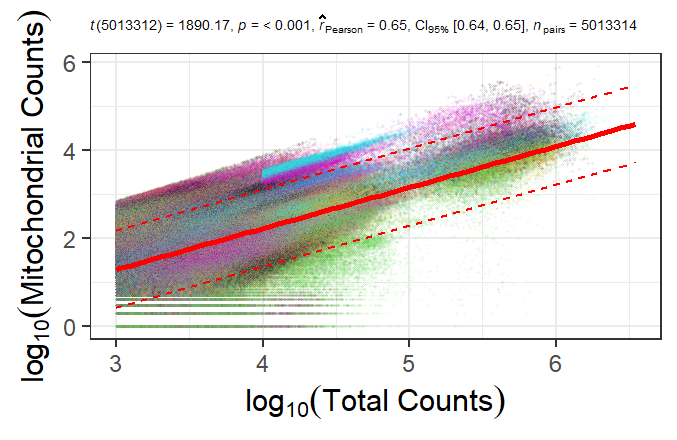 t(5013312) = 1890.17, p = < 0.001, r̂Pearson = 0.65, CI95% [0.64, 0.65], npairs = 5013314
6
4
2
0
log10(Mitochondrial Counts)
3 4 5 6
log10(Total Counts)